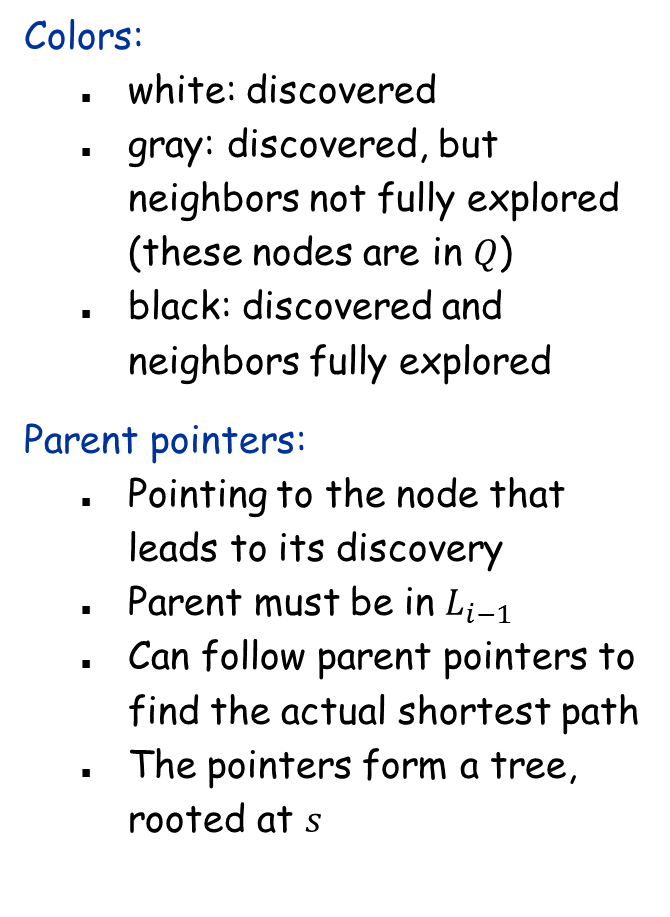 Colors:
▪ white: discovered
▪ gray: discovered, but
neighbors not fully explored
(these nodes are in Q)
▪ black: discovered and
neighbors fully explored
Parent pointers:
▪ Pointing to the node that
leads to its discovery
▪ Parent must be in Lᵢ₋₁
▪ Can follow parent pointers to
find the actual shortest path
▪ The pointers form a tree,
rooted at s